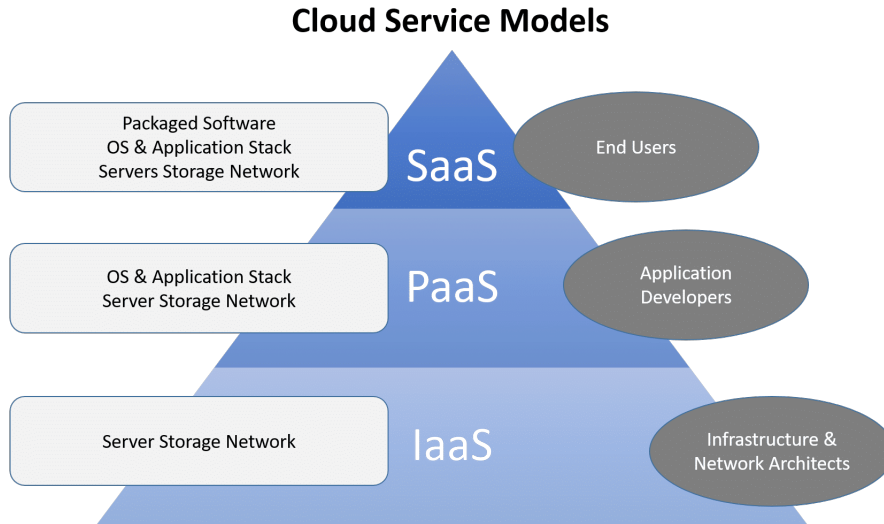 Cloud Service Models
Packaged Software
OS & Application Stack
Servers Storage Network
SaaS
End Users
OS & Application Stack
Server Storage Network
PaaS
Application
Developers
Server Storage Network
IaaS
Infrastructure &
Network Architects